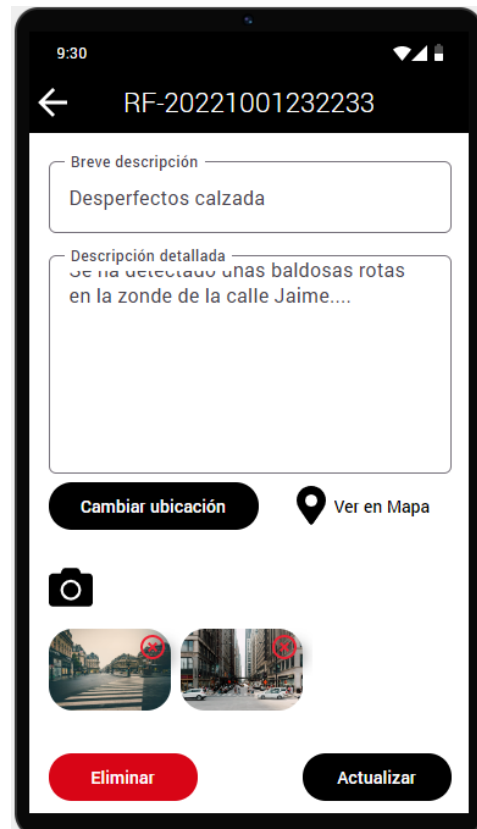 9:30
RF-20221001232233
Breve descripción
Desperfectos calzada
Descripción detallada
Se ha detectado unas baldosas rotas
en la zonde de la calle Jaime....
Cambiar ubicación
Ver en Mapa
Eliminar
Actualizar